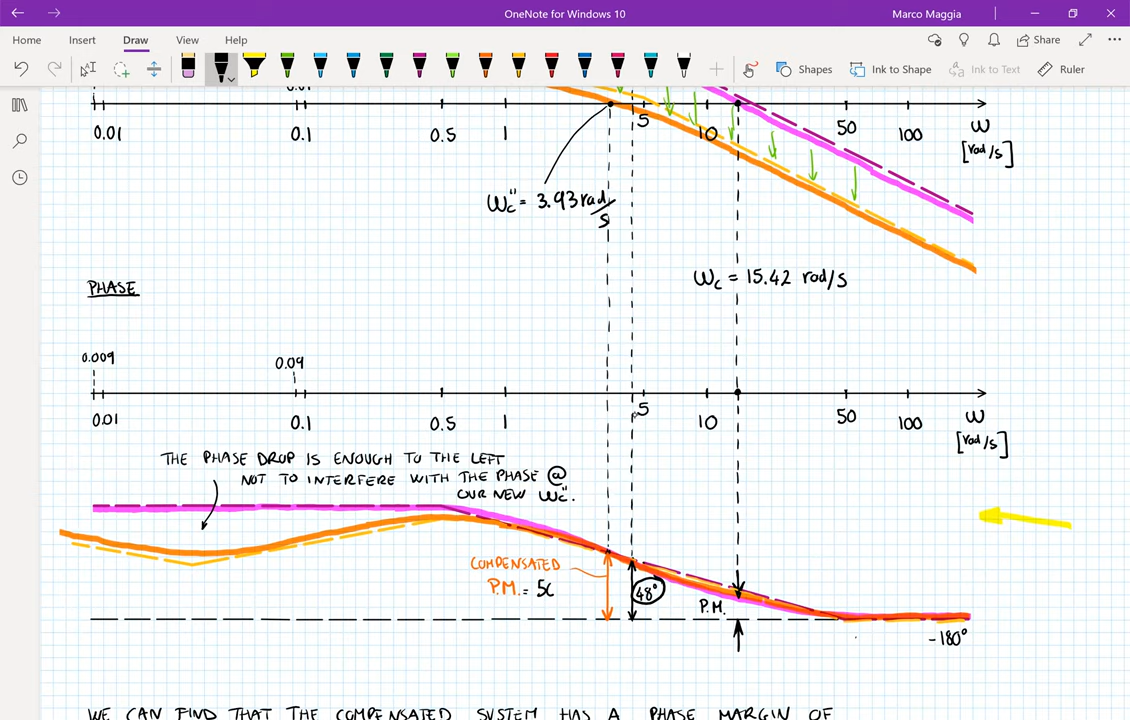 OneNote for Windows 10
Marco Maggia
Home Insert Draw View Help
Share
Shapes Ink to Shape Ink to Text Ruler
0.01
0.01 0.1 0.5 1 5 10 50 100 ω
[rad/s]
ωc'' = 3.93 rad/s
ωc = 15.42 rad/s
PHASE
0.009 0.09
0.01 0.1 0.5 1 5 10 50 100 ω
[rad/s]
THE PHASE DROP IS ENOUGH TO THE LEFT
NOT TO INTERFERE WITH THE PHASE @
OUR NEW ωc''.
COMPENSATED
P.M. = 50
48°
P.M.
-180°
WE CAN FIND THAT THE COMPENSATED SYSTEM HAS A PHASE MARGIN OF